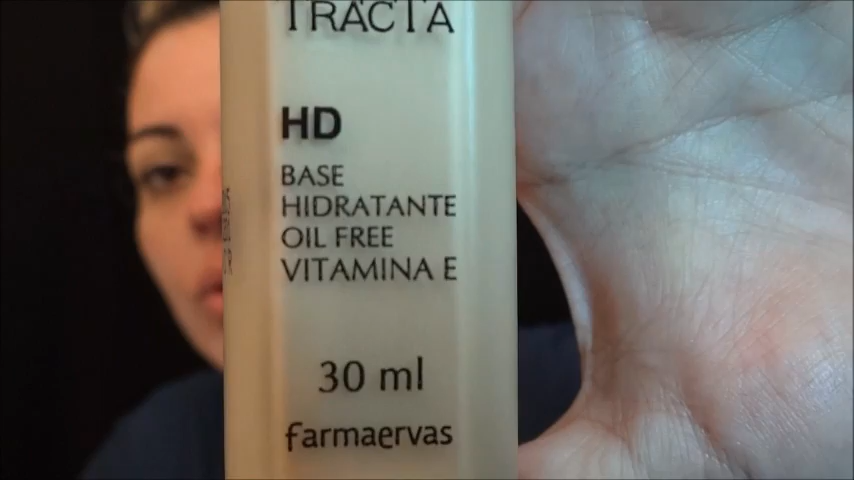 TRACTA
HD
BASE
HIDRATANTE
OIL FREE
VITAMINA E
30 ml
farmaervas